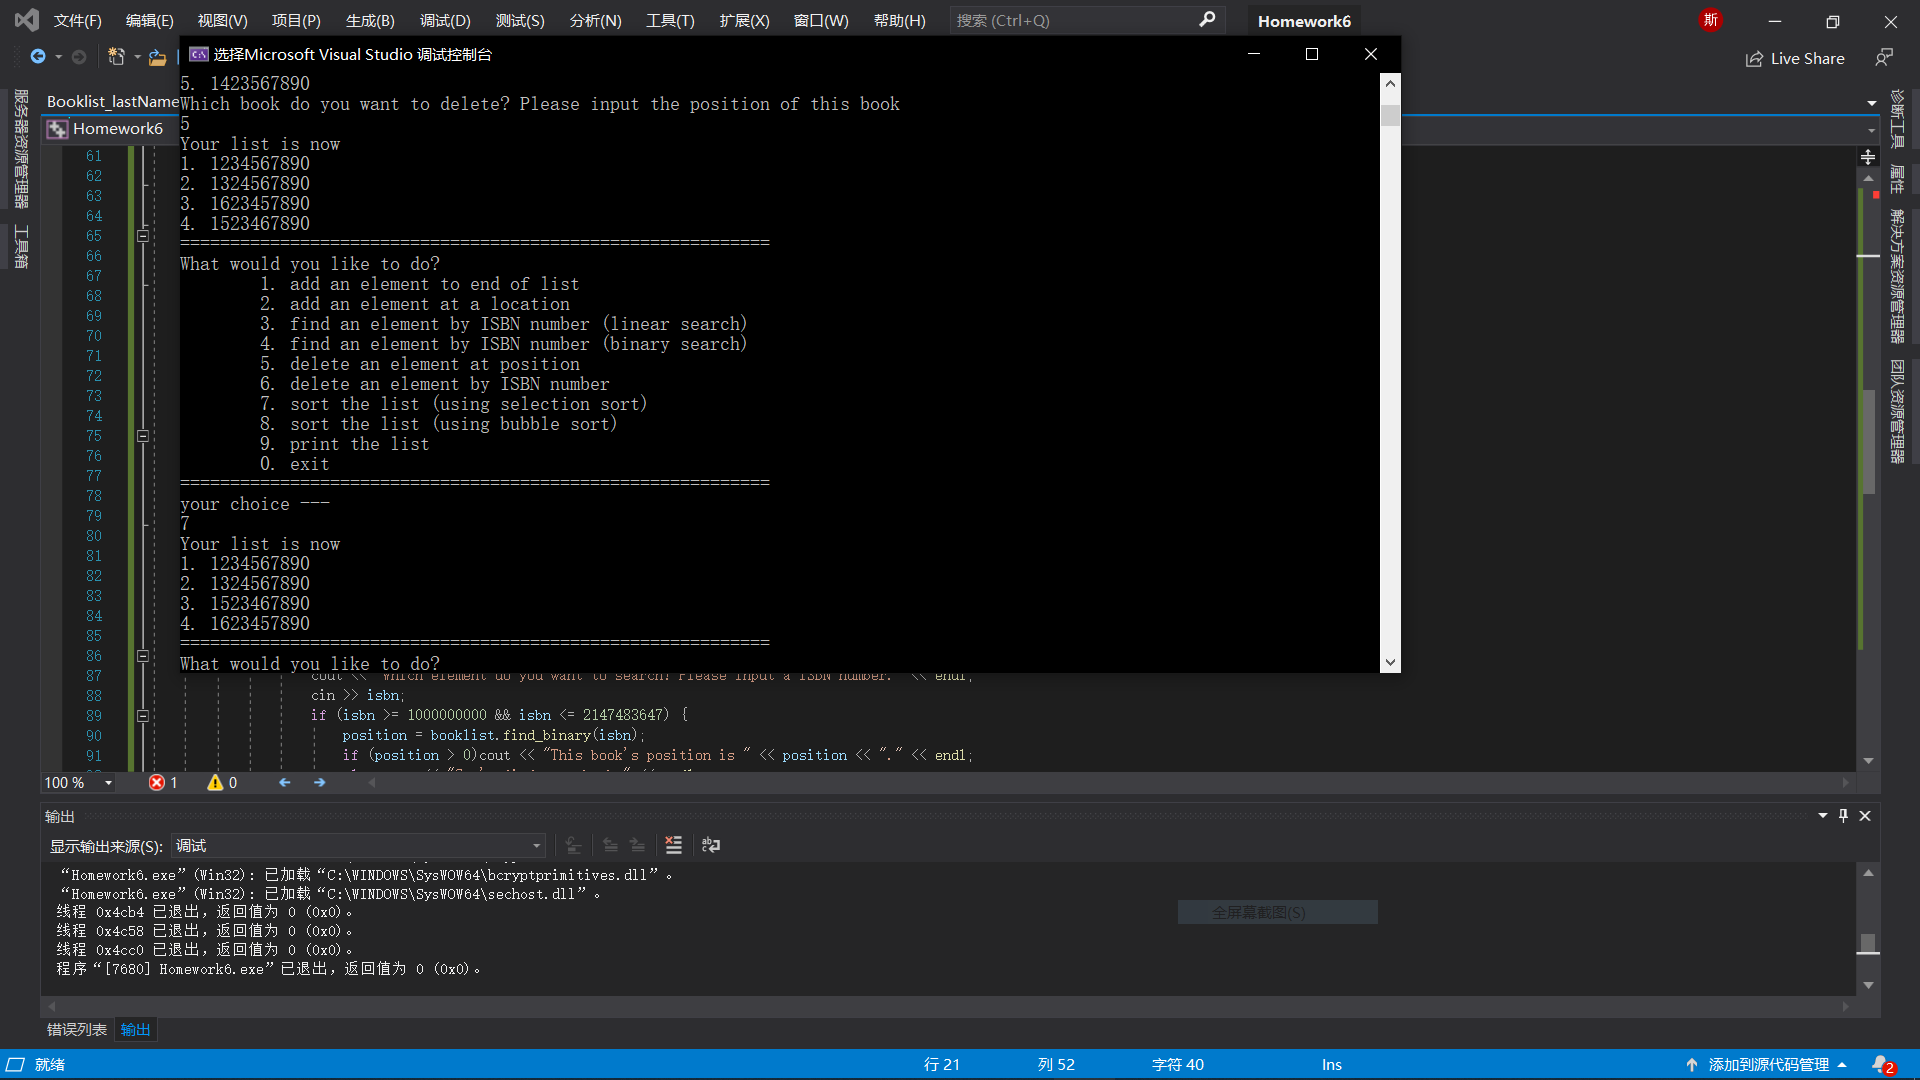 文件(F) 编辑(E) 视图(V) 项目(P) 生成(B) 调试(D) 测试(S) 分析(N) 工具(T) 扩展(X) 窗口(W) 帮助(H) 搜索 (Ctrl+Q) Homework6 斯
Live Share
选择Microsoft Visual Studio 调试控制台
Booklist_lastName
Homework6
服务器资源管理器
工具箱
诊断工具
属性
解决方案资源管理器
团队资源管理器
5. 1423567890
Which book do you want to delete? Please input the position of this book
5
Your list is now
1. 1234567890
2. 1324567890
3. 1623457890
4. 1523467890
===========================================================
What would you like to do?
1. add an element to end of list
2. add an element at a location
3. find an element by ISBN number (linear search)
4. find an element by ISBN number (binary search)
5. delete an element at position
6. delete an element by ISBN number
7. sort the list (using selection sort)
8. sort the list (using bubble sort)
9. print the list
0. exit
===========================================================
your choice ---
7
Your list is now
1. 1234567890
2. 1324567890
3. 1523467890
4. 1623457890
===========================================================
What would you like to do?
61
62
63
64
65
66
67
68
69
70
71
72
73
74
75
76
77
78
79
80
81
82
83
84
85
86
87 cout << "Which element do you want to search? Please input a ISBN number." << endl;
88 cin >> isbn;
89 if (isbn >= 1000000000 && isbn <= 2147483647) {
90 position = booklist.find_binary(isbn);
91 if (position > 0)cout << "This book's position is " << position << "." << endl;
100 % 1 0
输出
显示输出来源(S): 调试
“Homework6.exe”(Win32): 已加载“C:\WINDOWS\SysWOW64\bcryptprimitives.dll”。
“Homework6.exe”(Win32): 已加载“C:\WINDOWS\SysWOW64\sechost.dll”。
线程 0x4cb4 已退出，返回值为 0 (0x0)。
线程 0x4c58 已退出，返回值为 0 (0x0)。
线程 0x4cc0 已退出，返回值为 0 (0x0)。
程序“[7680] Homework6.exe”已退出，返回值为 0 (0x0)。
全屏幕截图(S)
错误列表 输出
就绪 行 21 列 52 字符 40 Ins 添加到源代码管理 2